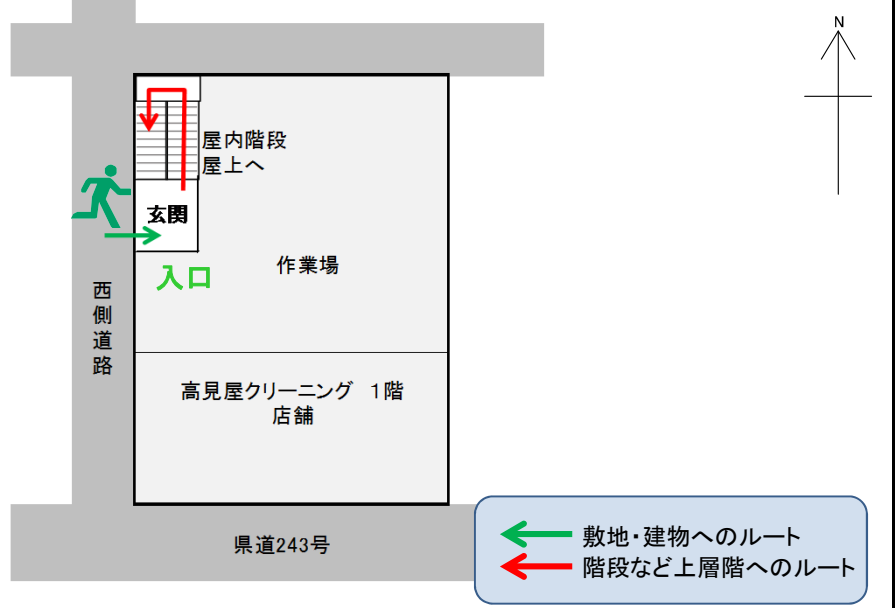 N
屋内階段
屋上へ
玄関
入口
作業場
西側道路
高見屋クリーニング 1階
店舗
県道243号
敷地・建物へのルート
階段など上層階へのルート